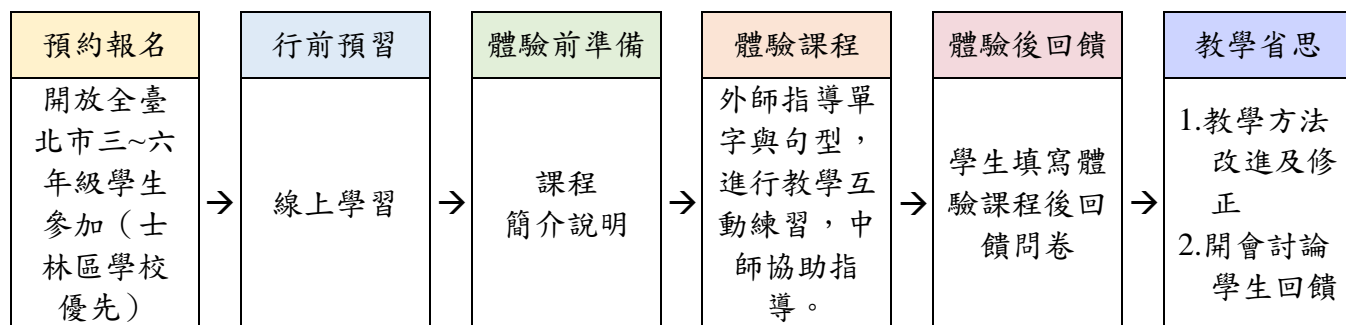 預約報名
開放全臺
北市三~六
年級學生
參加（士
林區學校
優先）
→
行前預習
線上學習
→
體驗前準備
課程
簡介說明
→
體驗課程
外師指導單
字與句型，
進行教學互
動練習，中
師協助指
導。
→
體驗後回饋
學生填寫體
驗課程後回
饋問卷
→
教學省思
1.教學方法
改進及修
正
2.開會討論
學生回饋